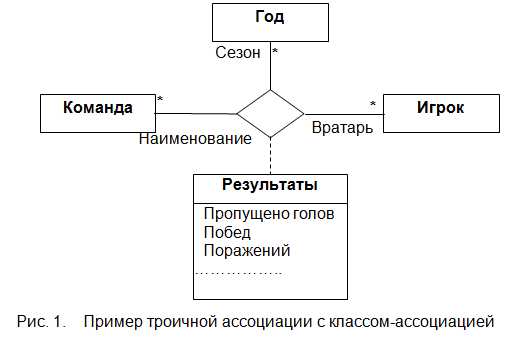 Год
Сезон *
Команда * * Игрок
Наименование Вратарь
Результаты
Пропущено голов
Побед
Поражений
……………..
Рис. 1. Пример троичной ассоциации с классом-ассоциацией